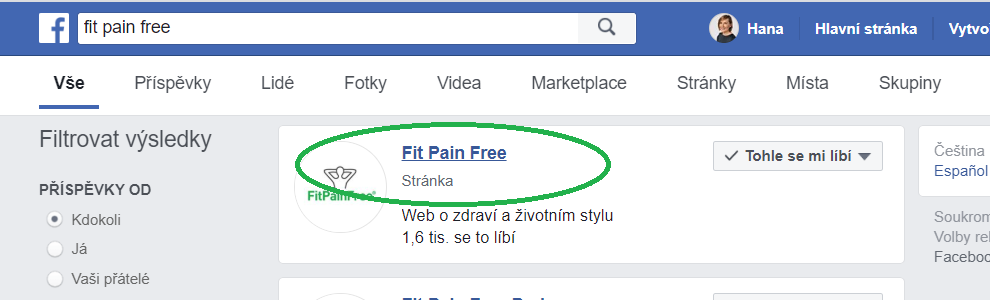 fit pain free
Hana Hlavní stránka
Vše Příspěvky Lidé Fotky Videa Marketplace Stránky Místa Skupiny
Filtrovat výsledky
PŘÍSPĚVKY OD
Kdokoli
Já
Vaši přátelé
FitPainFree
Fit Pain Free
Stránka
Web o zdraví a životním stylu
1,6 tis. se to líbí
Tohle se mi líbí
Čeština
Español
Soukrom
Volby rel
Faceboo